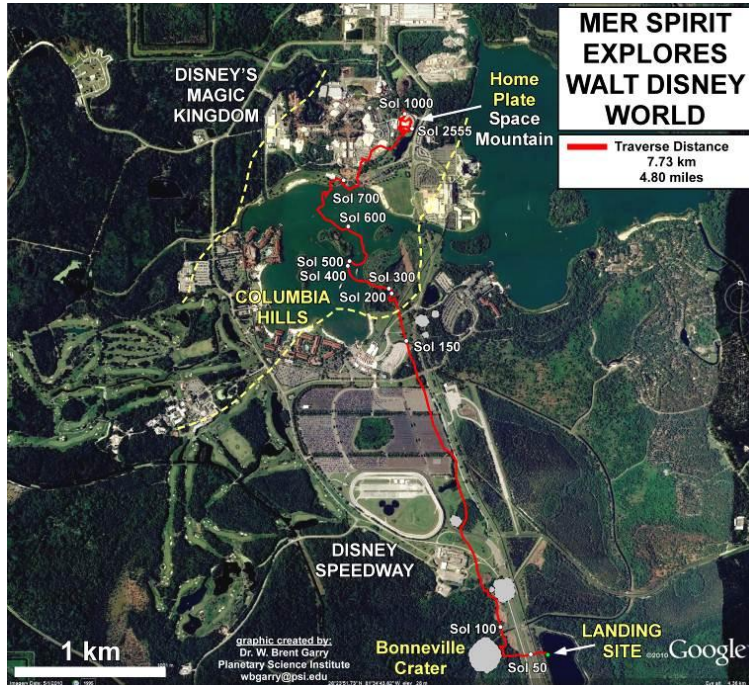 MER SPIRIT
EXPLORES
WALT DISNEY
WORLD
Traverse Distance
7.73 km
4.80 miles
DISNEY'S
MAGIC
KINGDOM
Home
Plate
Space
Mountain
Sol 1000
Sol 2555
Sol 700
Sol 600
Sol 500
Sol 400
Sol 300
Sol 200
COLUMBIA
HILLS
Sol 150
DISNEY
SPEEDWAY
Sol 100
Bonneville
Crater
Sol 50
LANDING
SITE
1 km
graphic created by:
Dr. W. Brent Garry
Planetary Science Institute
wbgarry@psi.edu
©2010 Google